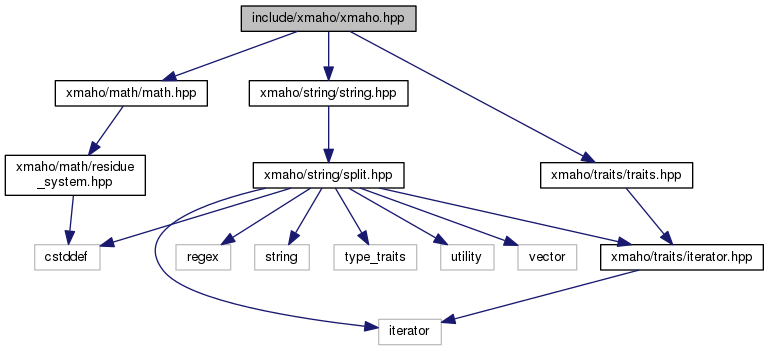 include/xmaho/xmaho.hpp
xmaho/math/math.hpp
xmaho/string/string.hpp
xmaho/math/residue
_system.hpp
xmaho/string/split.hpp
xmaho/traits/traits.hpp
cstddef
regex
string
type_traits
utility
vector
xmaho/traits/iterator.hpp
iterator